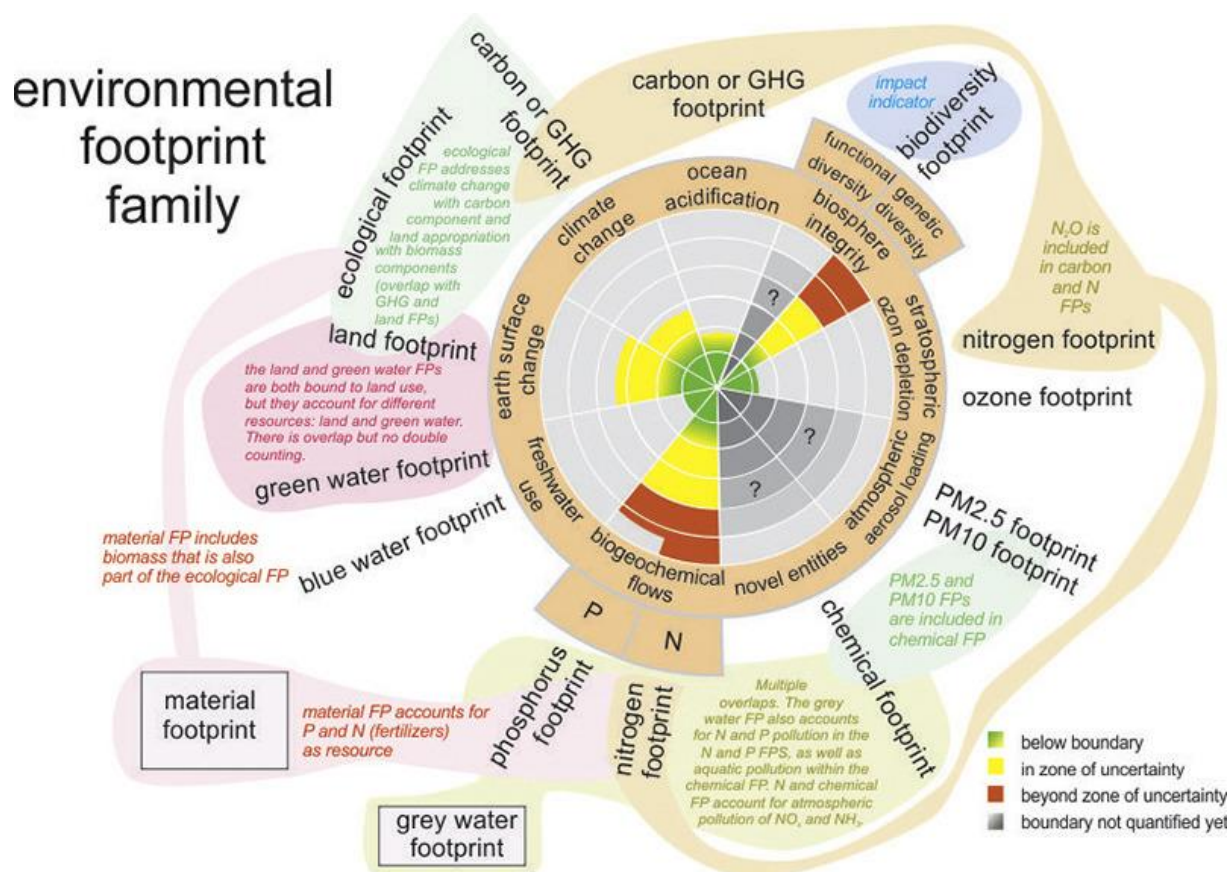 environmental
footprint
family
carbon or GHG
footprint
ecological footprint
ecological
FP addresses
climate change
with carbon
component and
land appropriation
with biomass
components
(overlap with
GHG and
land FPs)
carbon or GHG
footprint
impact
indicator
biodiversity
footprint
functional
diversity
genetic
diversity
biosphere
integrity
ocean
acidification
climate
change
earth surface
change
freshwater
use
biogeochemical
flows
P
N
novel entities
atmospheric
aerosol loading
stratospheric
ozon depletion
?
?
?
N₂O is
included
in carbon
and N
FPs
nitrogen footprint
ozone footprint
PM2.5 footprint
PM10 footprint
PM2.5 and
PM10 FPs
are included in
chemical FP
chemical footprint
land footprint
the land and green water FPs
are both bound to land use,
but they account for different
resources: land and green water.
There is overlap but no double
counting.
green water footprint
blue water footprint
material FP includes
biomass that is also
part of the ecological FP
material
footprint
material FP accounts for
P and N (fertilizers)
as resource
phosphorus
footprint
nitrogen
footprint
Multiple
overlaps. The grey
water FP also accounts
for N and P pollution in the
N and P FPS, as well as
aquatic pollution within the
chemical FP. N and chemical
FP account for atmospheric
pollution of NOₓ and NH₃.
grey water
footprint
below boundary
in zone of uncertainty
beyond zone of uncertainty
boundary not quantified yet